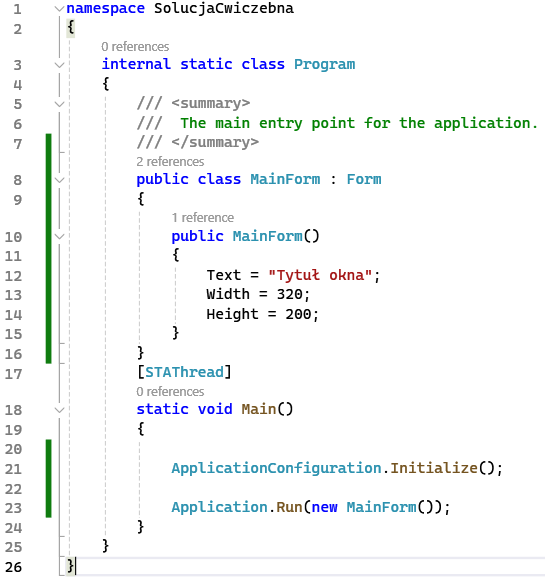 1 namespace SolucjaCwiczebna
2 {
0 references
3 internal static class Program
4 {
5 /// <summary>
6 ///  The main entry point for the application.
7 /// </summary>
2 references
8 public class MainForm : Form
9 {
1 reference
10 public MainForm()
11 {
12 Text = "Tytuł okna";
13 Width = 320;
14 Height = 200;
15 }
16 }
17 [STAThread]
0 references
18 static void Main()
19 {
20
21 ApplicationConfiguration.Initialize();
22
23 Application.Run(new MainForm());
24 }
25 }
26 }